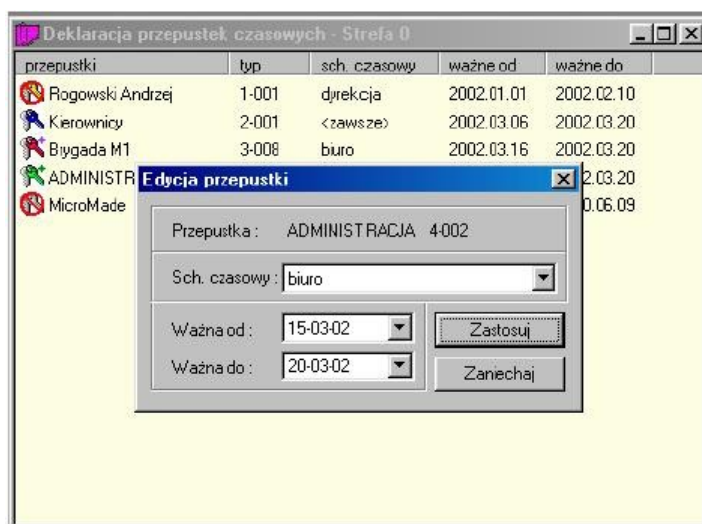 Deklaracja przepustek czasowych - Strefa 0
przepustki typ sch. czasowy ważne od ważne do
Rogowski Andrzej 1-001 dyrekcja 2002.01.01 2002.02.10
Kierownicy 2-001 <zawsze> 2002.03.06 2002.03.20
Brygada M1 3-008 biuro 2002.03.16 2002.03.20
ADMINISTR 2.03.20
MicroMade 0.06.09
Edycja przepustki
Przepustka : ADMINISTRACJA 4-002
Sch. czasowy : biuro
Ważna od : 15-03-02 Zastosuj
Ważna do : 20-03-02 Zaniechaj